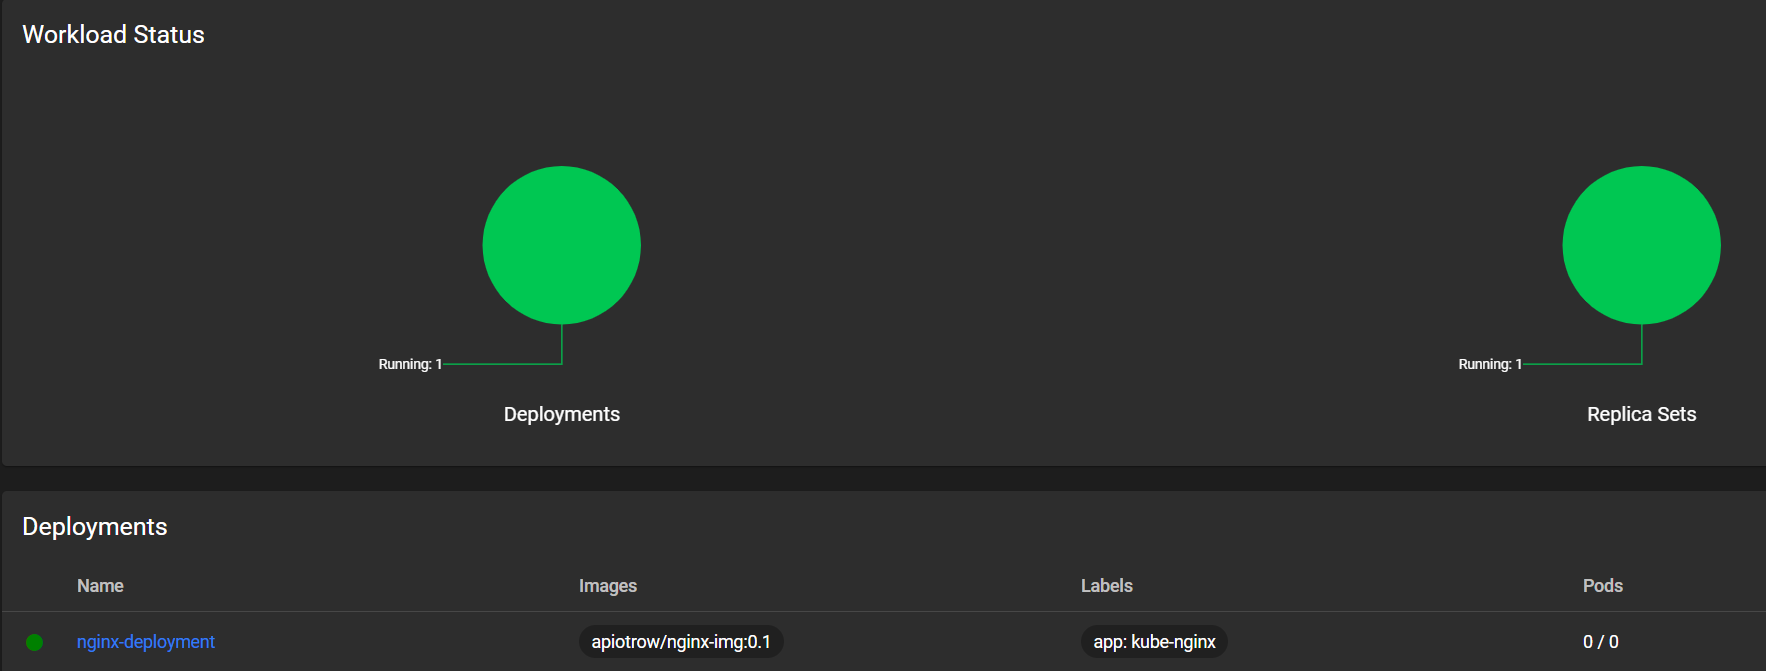 Workload Status
Running: 1
Running: 1
Deployments
Replica Sets
Deployments
Name Images Labels Pods
nginx-deployment apiotrow/nginx-img:0.1 app: kube-nginx 0 / 0